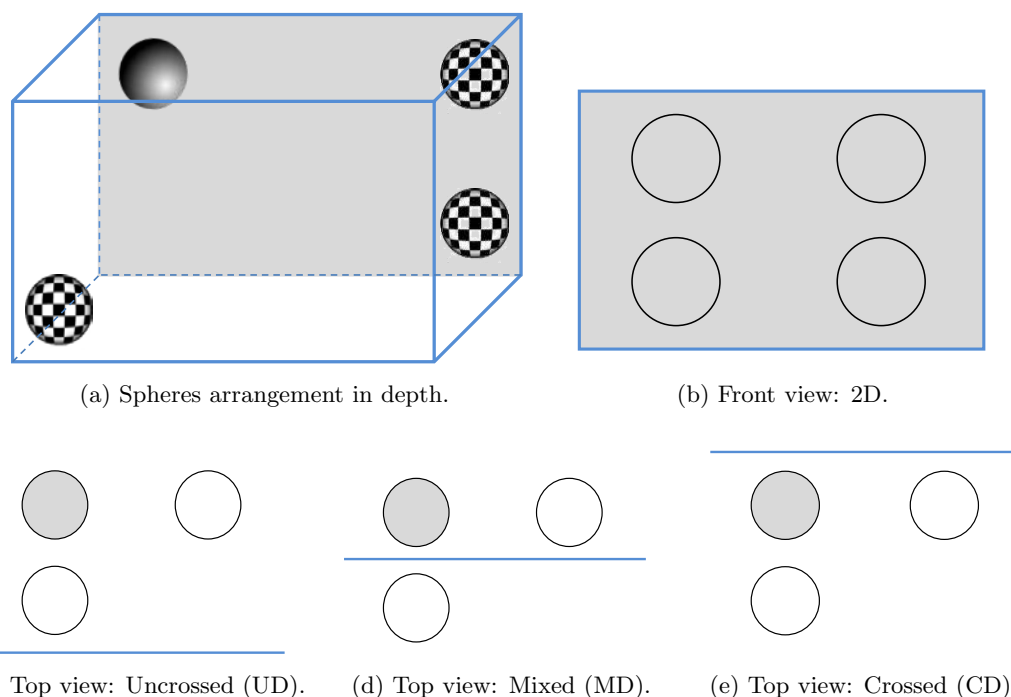 (a) Spheres arrangement in depth.
(b) Front view: 2D.
Top view: Uncrossed (UD).
(d) Top view: Mixed (MD).
(e) Top view: Crossed (CD)